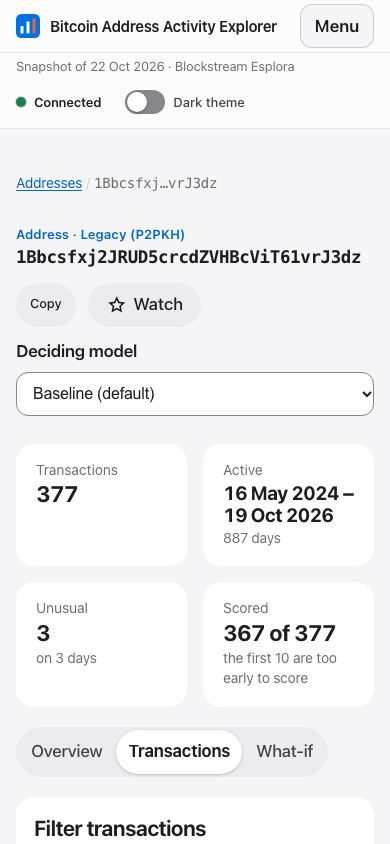 Bitcoin Address Activity Explorer
Menu
Snapshot of 22 Oct 2026 · Blockstream Esplora
Connected
Dark theme
Addresses / 1Bbcsfxj…vrJ3dz
Address · Legacy (P2PKH)
1Bbcsfxj2JRUD5crcdZVHBcViT61vrJ3dz
Copy
Watch
Deciding model
Baseline (default)
Transactions
377
Active
16 May 2024 –
19 Oct 2026
887 days
Unusual
3
on 3 days
Scored
367 of 377
the first 10 are too
early to score
Overview
Transactions
What-if
Filter transactions